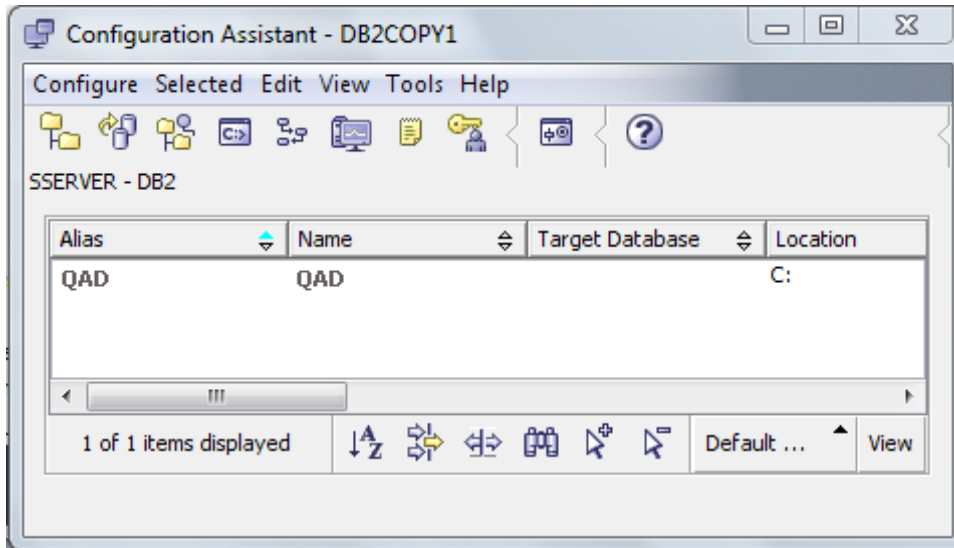 Configuration Assistant - DB2COPY1
Configure Selected Edit View Tools Help
SSERVER - DB2
Alias Name Target Database Location
QAD QAD C:
1 of 1 items displayed Default ... View